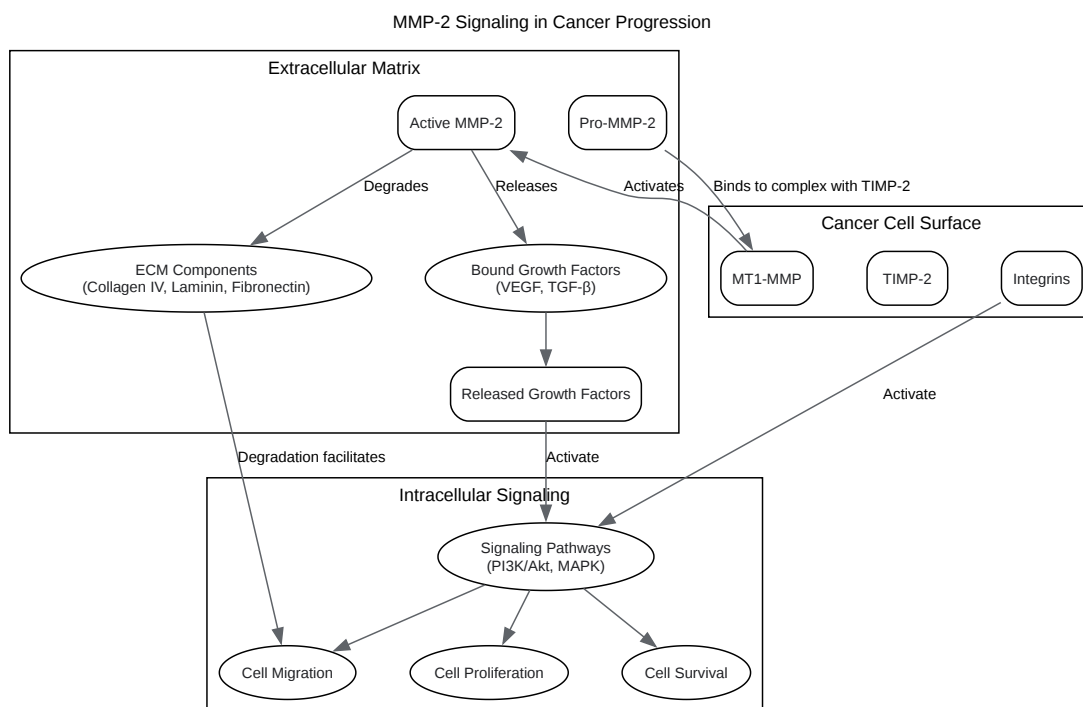 MMP-2 Signaling in Cancer Progression
Extracellular Matrix
Active MMP-2
Pro-MMP-2
Degrades
Releases
Activates
Binds to complex with TIMP-2
Cancer Cell Surface
ECM Components
(Collagen IV, Laminin, Fibronectin)
Bound Growth Factors
(VEGF, TGF-β)
MT1-MMP
TIMP-2
Integrins
Released Growth Factors
Activate
Degradation facilitates
Activate
Intracellular Signaling
Signaling Pathways
(PI3K/Akt, MAPK)
Cell Migration
Cell Proliferation
Cell Survival